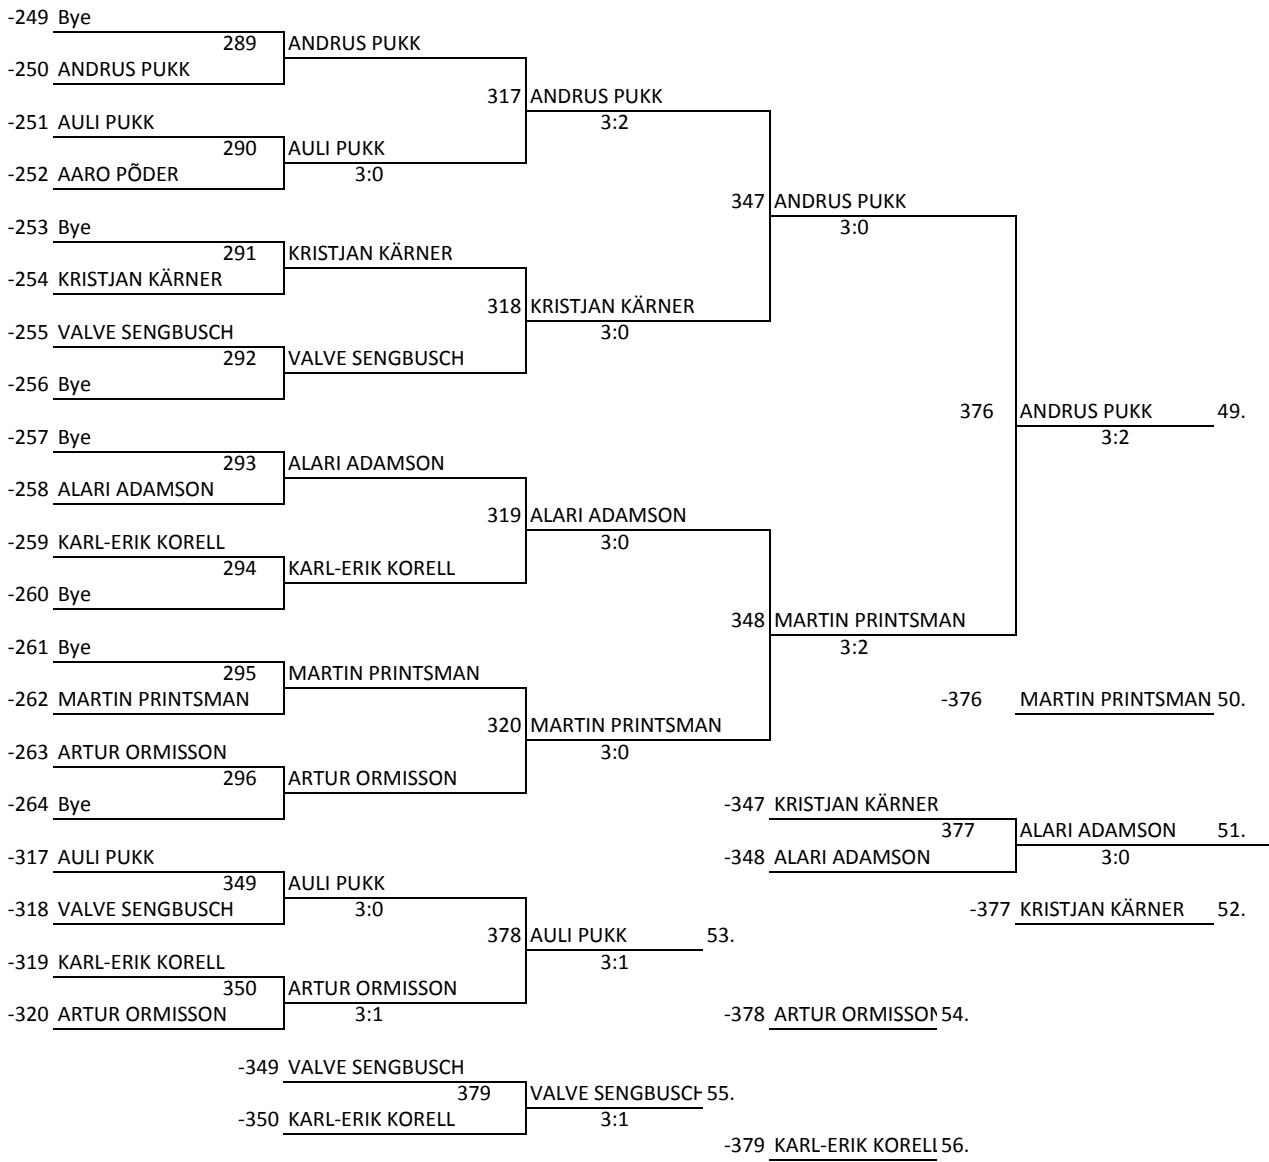 -249 Bye
289 ANDRUS PUKK
-250 ANDRUS PUKK
317 ANDRUS PUKK
3:2
-251 AULI PUKK
290 AULI PUKK
3:0
-252 AARO PÕDER
347 ANDRUS PUKK
3:0
-253 Bye
291 KRISTJAN KÄRNER
-254 KRISTJAN KÄRNER
318 KRISTJAN KÄRNER
3:0
-255 VALVE SENGBUSCH
292 VALVE SENGBUSCH
-256 Bye
376 ANDRUS PUKK 49.
3:2
-257 Bye
293 ALARI ADAMSON
-258 ALARI ADAMSON
319 ALARI ADAMSON
3:0
-259 KARL-ERIK KORELL
294 KARL-ERIK KORELL
-260 Bye
348 MARTIN PRINTSMAN
3:2
-261 Bye
295 MARTIN PRINTSMAN
-262 MARTIN PRINTSMAN
-376 MARTIN PRINTSMAN 50.
320 MARTIN PRINTSMAN
3:0
-263 ARTUR ORMISSON
296 ARTUR ORMISSON
-264 Bye
-347 KRISTJAN KÄRNER
377 ALARI ADAMSON 51.
3:0
-348 ALARI ADAMSON
-377 KRISTJAN KÄRNER 52.
-317 AULI PUKK
349 AULI PUKK
3:0
-318 VALVE SENGBUSCH
378 AULI PUKK 53.
3:1
-319 KARL-ERIK KORELL
350 ARTUR ORMISSON
3:1
-320 ARTUR ORMISSON
-378 ARTUR ORMISSON 54.
-349 VALVE SENGBUSCH
379 VALVE SENGBUSCH 55.
3:1
-350 KARL-ERIK KORELL
-379 KARL-ERIK KORELL 56.